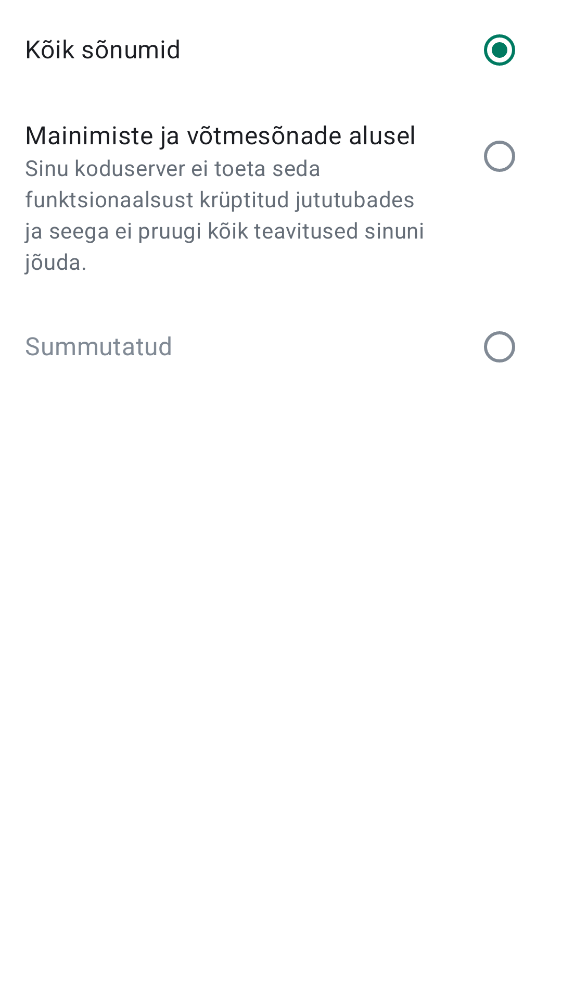 Kõik sõnumid
Mainimiste ja võtmesõnade alusel
Sinu koduserver ei toeta seda
funktsionaalsust krüptitud jututubades
ja seega ei pruugi kõik teavitused sinuni
jõuda.
Summutatud